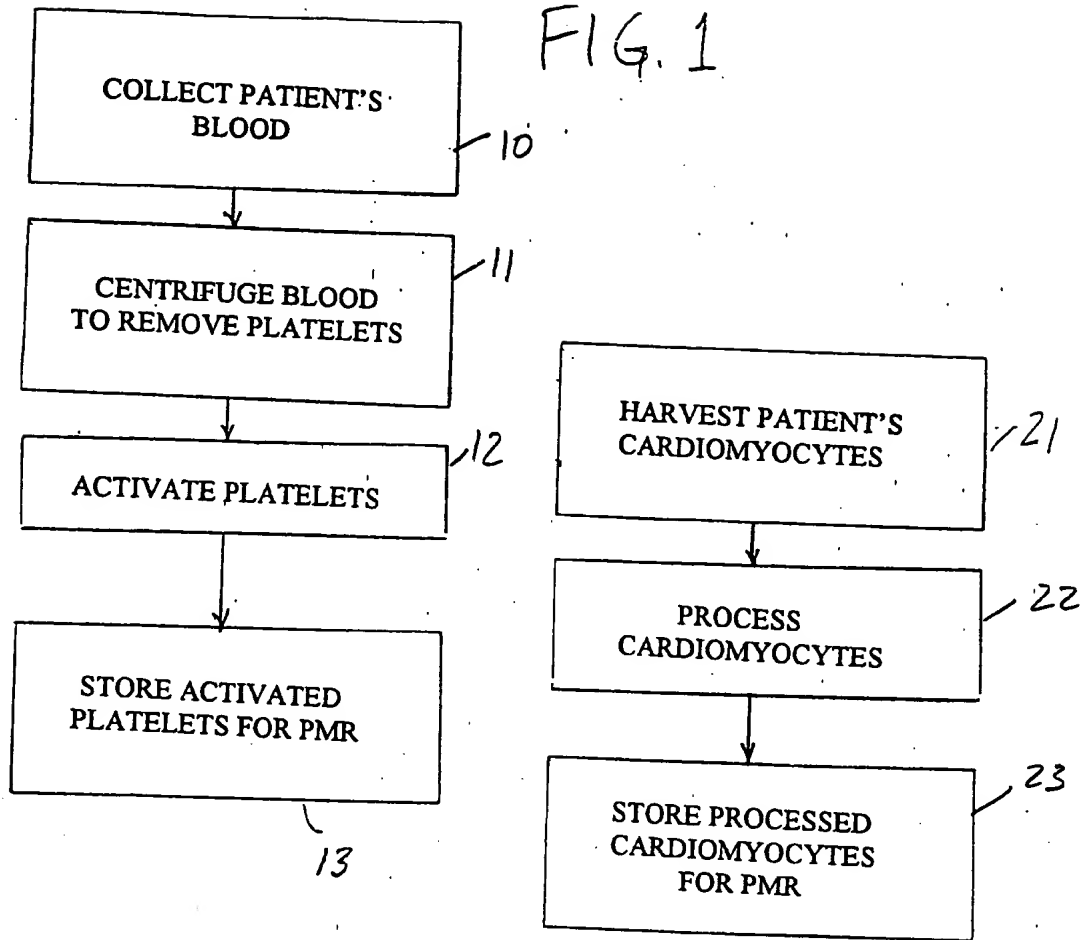 FIG. 1
COLLECT PATIENT'S
BLOOD
10
CENTRIFUGE BLOOD
TO REMOVE PLATELETS
11
ACTIVATE PLATELETS
12
STORE ACTIVATED
PLATELETS FOR PMR
13
HARVEST PATIENT'S
CARDIOMYOCYTES
21
PROCESS
CARDIOMYOCYTES
22
STORE PROCESSED
CARDIOMYOCYTES
FOR PMR
23